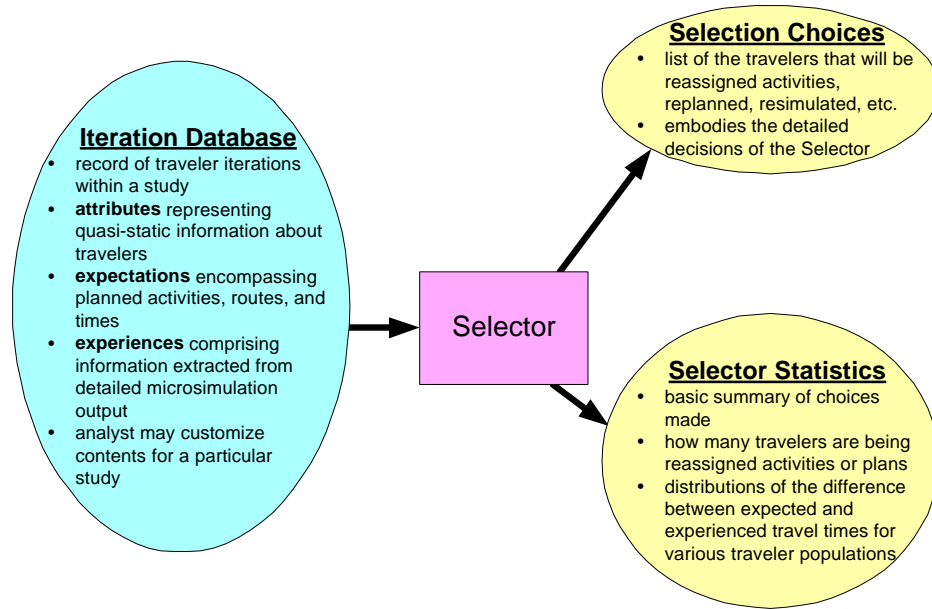 Iteration Database
• record of traveler iterations
within a study
• attributes representing
quasi-static information about
travelers
• expectations encompassing
planned activities, routes, and
times
• experiences comprising
information extracted from
detailed microsimulation
output
• analyst may customize
contents for a particular
study
Selector
Selection Choices
• list of the travelers that will be
reassigned activities,
replanned, resimulated, etc.
• embodies the detailed
decisions of the Selector
Selector Statistics
• basic summary of choices
made
• how many travelers are being
reassigned activities or plans
• distributions of the difference
between expected and
experienced travel times for
various traveler populations